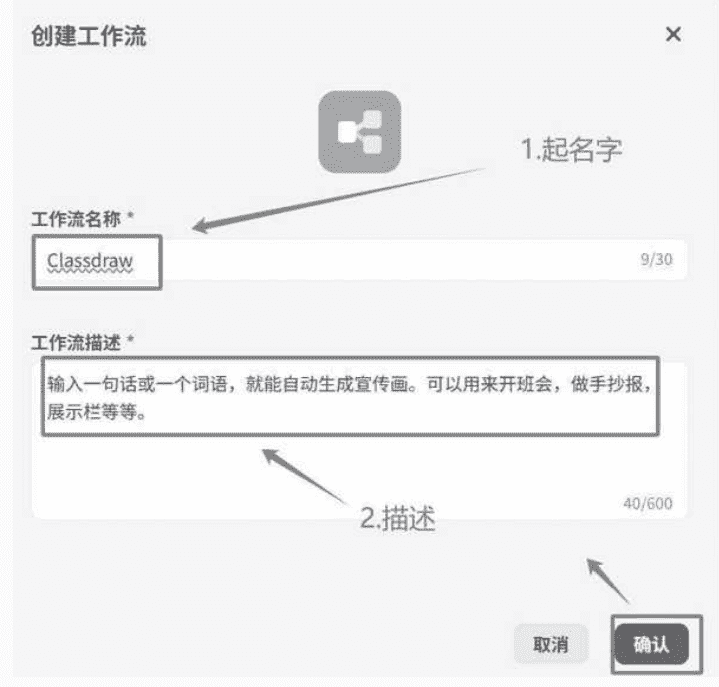 创建工作流
1.起名字
工作流名称 *
Classdraw
9/30
工作流描述 *
输入一句话或一个词语，就能自动生成宣传画。可以用来开班会，做手抄报，
展示栏等等。
40/600
2.描述
取消
确认